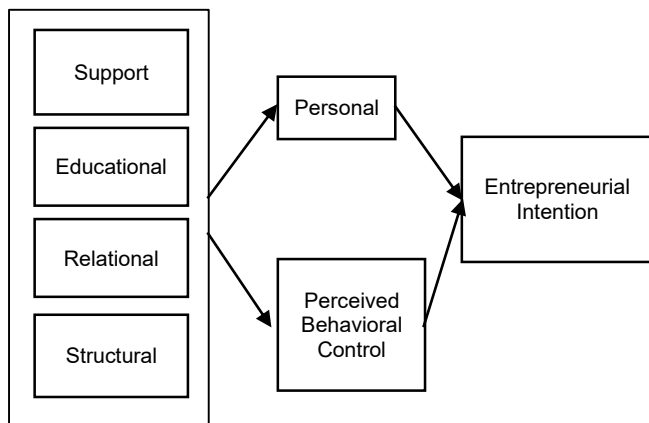 Support
Educational
Relational
Structural
Personal
Perceived
Behavioral
Control
Entrepreneurial
Intention